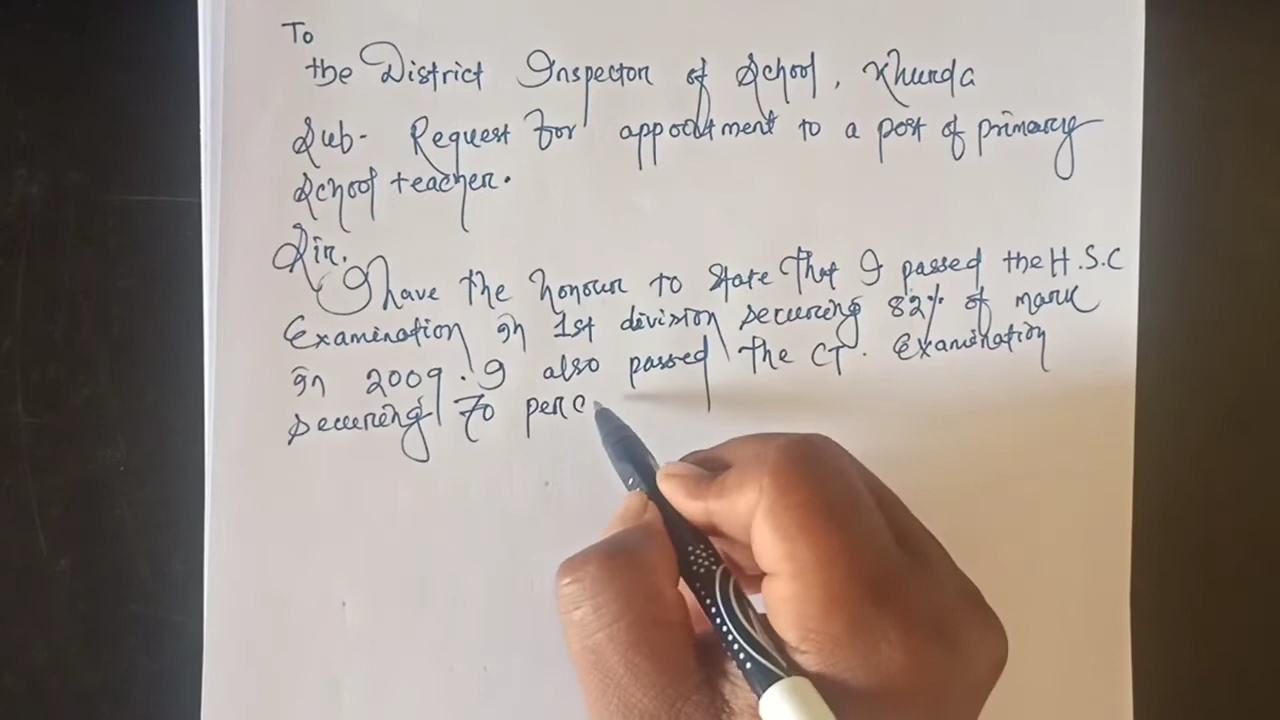 To
the District Inspector of School, Khurda
Sub- Request For appointment to a post of primary
School teacher.
Sir.
I have the honour to state that I passed the H.S.C
Examination in 1st division securing 82% of mark
in 2009. I also passed the CT. Examination
securing 70 perc